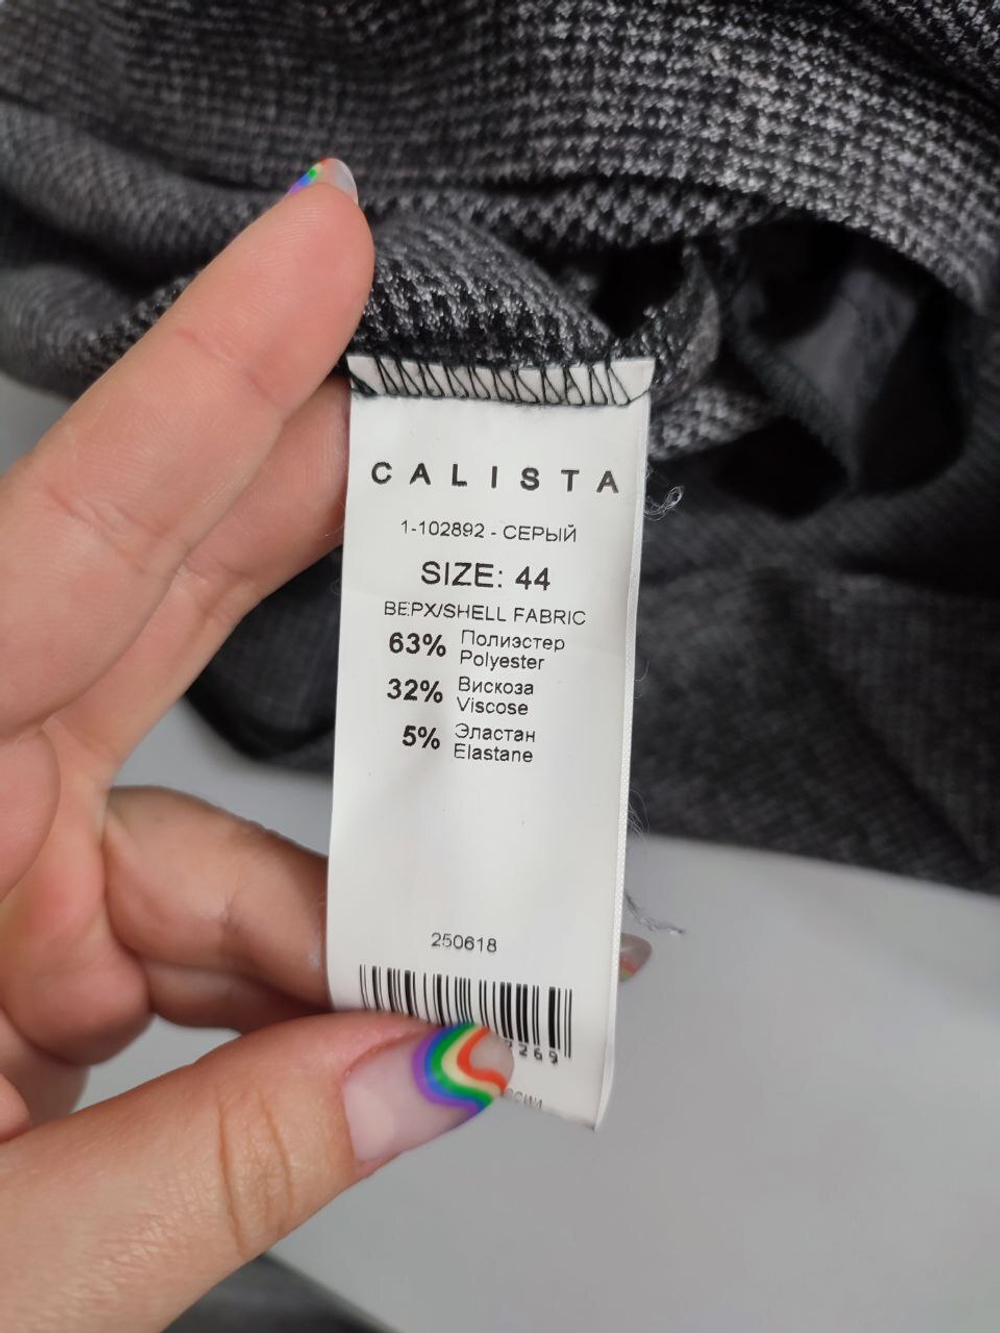 CALISTA
1-102892 - СЕРЫЙ
SIZE: 44
ВЕРХ/SHELL FABRIC
63% Полиэстер
Polyester
32% Вискоза
Viscose
5% Эластан
Elastane
250618